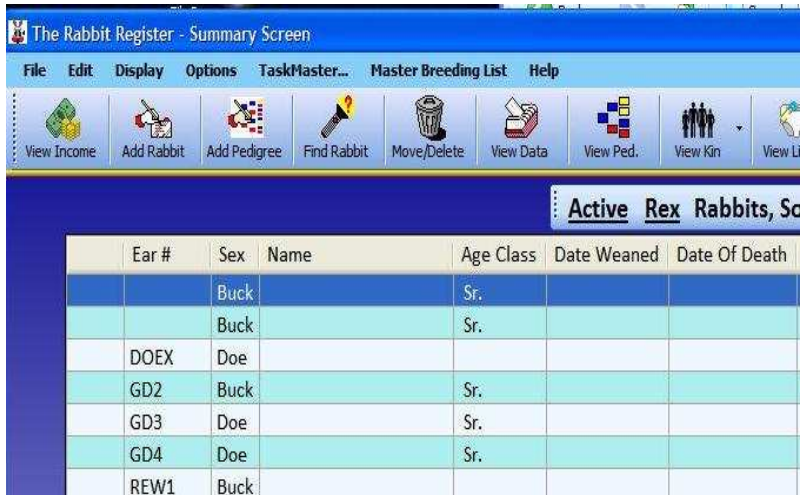 The Rabbit Register - Summary Screen
File Edit Display Options TaskMaster... Master Breeding List Help
View Income Add Rabbit Add Pedigree Find Rabbit Move/Delete View Data View Ped. View Kin View Li
Active Rex Rabbits, So
Ear # Sex Name Age Class Date Weaned Date Of Death
Buck Sr.
Buck Sr.
DOEX Doe
GD2 Buck Sr.
GD3 Doe Sr.
GD4 Doe Sr.
REW1 Buck